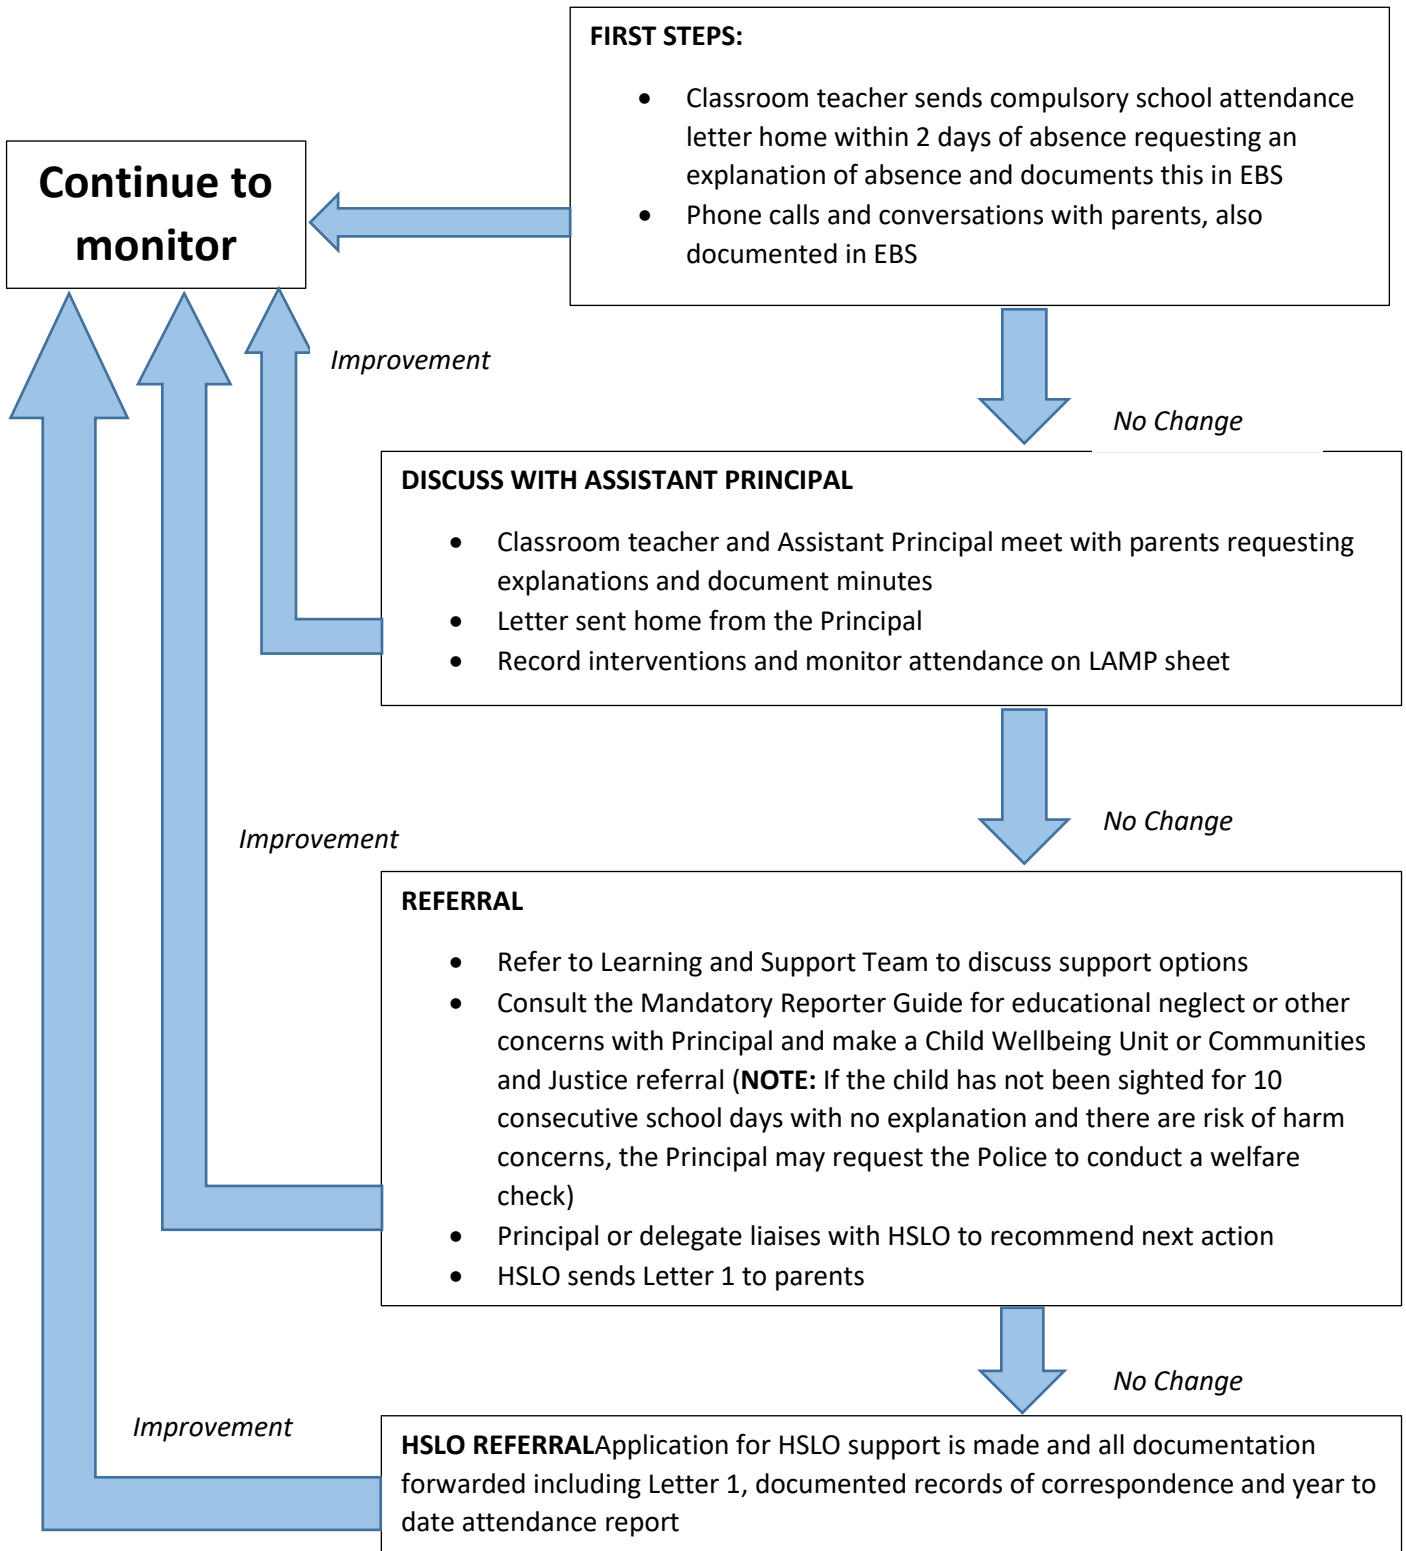 FIRST STEPS:
• Classroom teacher sends compulsory school attendance
letter home within 2 days of absence requesting an
explanation of absence and documents this in EBS
• Phone calls and conversations with parents, also
documented in EBS
Continue to
monitor
Improvement
No Change
DISCUSS WITH ASSISTANT PRINCIPAL
• Classroom teacher and Assistant Principal meet with parents requesting
explanations and document minutes
• Letter sent home from the Principal
• Record interventions and monitor attendance on LAMP sheet
No Change
Improvement
REFERRAL
• Refer to Learning and Support Team to discuss support options
• Consult the Mandatory Reporter Guide for educational neglect or other
concerns with Principal and make a Child Wellbeing Unit or Communities
and Justice referral (NOTE: If the child has not been sighted for 10
consecutive school days with no explanation and there are risk of harm
concerns, the Principal may request the Police to conduct a welfare
check)
• Principal or delegate liaises with HSLO to recommend next action
• HSLO sends Letter 1 to parents
No Change
Improvement
HSLO REFERRALApplication for HSLO support is made and all documentation
forwarded including Letter 1, documented records of correspondence and year to
date attendance report